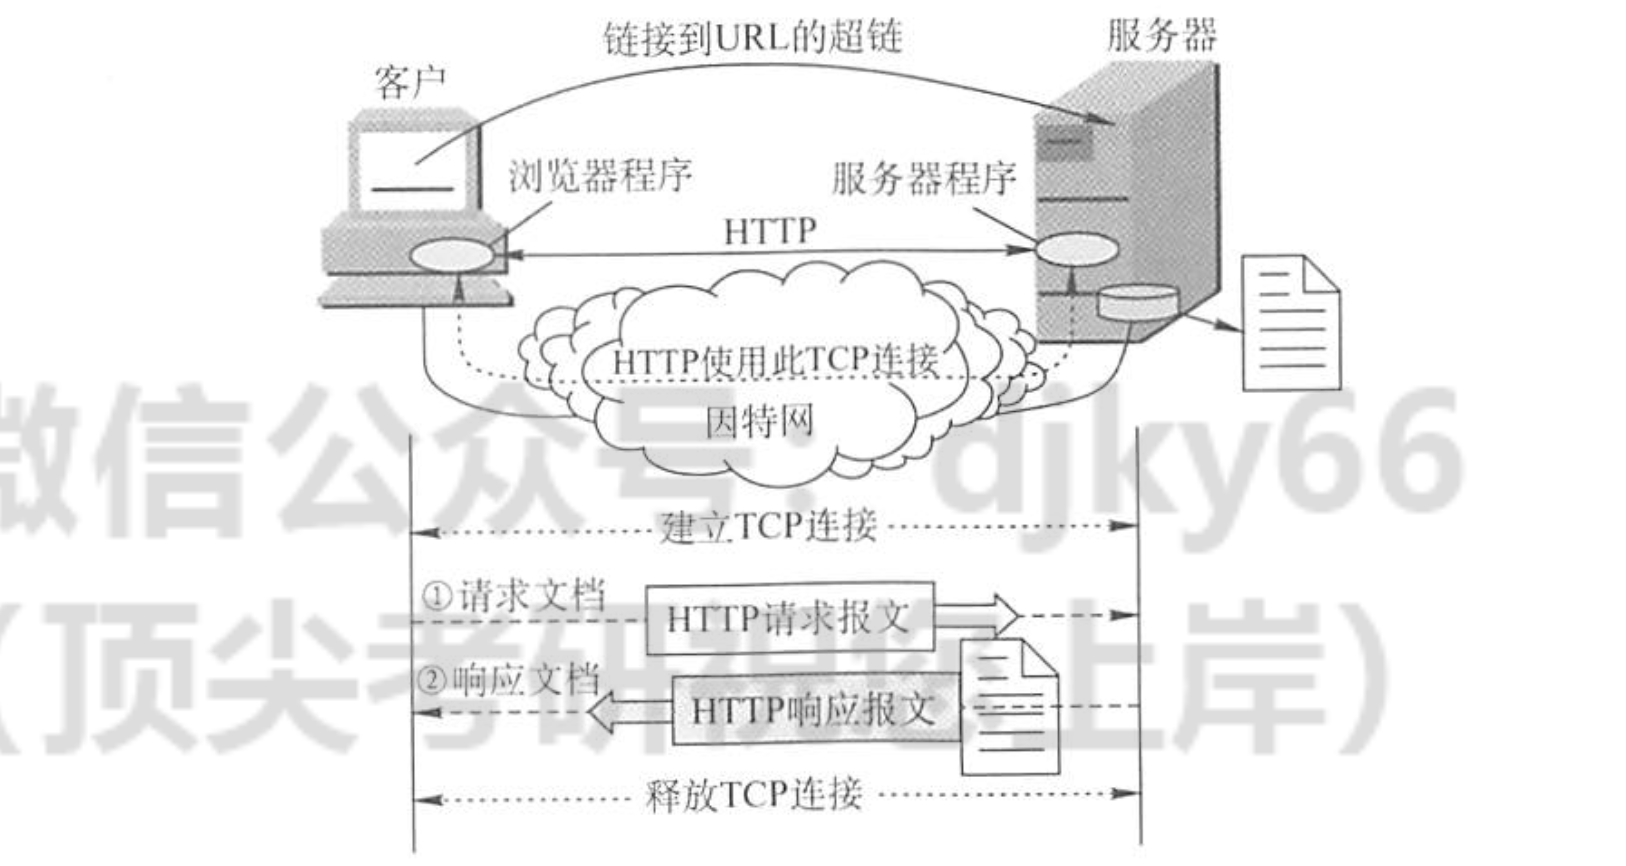 链接到URL的超链
服务器
客户
浏览器程序
服务器程序
HTTP
HTTP使用此TCP连接
因特网
微信公众号：djky66
建立TCP连接
①请求文档
HTTP请求报文
（顶尖考研祝您上岸）
②响应文档
HTTP响应报文
释放TCP连接